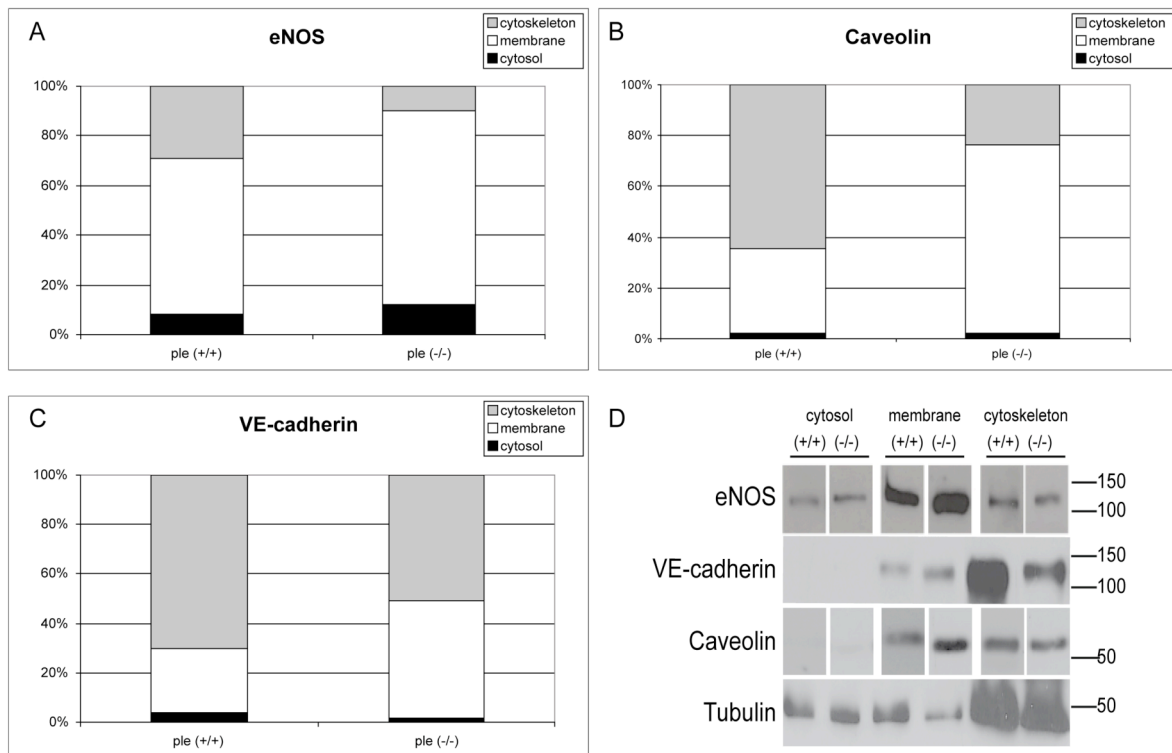 A
eNOS
cytoskeleton
membrane
cytosol
100%
80%
60%
40%
20%
0%
ple (+/+)
ple (-/-)
B
Caveolin
cytoskeleton
membrane
cytosol
100%
80%
60%
40%
20%
0%
ple (+/+)
ple (-/-)
C
VE-cadherin
cytoskeleton
membrane
cytosol
100%
80%
60%
40%
20%
0%
ple (+/+)
ple (-/-)
D
cytosol membrane cytoskeleton
(+/+) (-/-) (+/+) (-/-) (+/+) (-/-)
eNOS
150
100
VE-cadherin
150
100
Caveolin
50
Tubulin
50